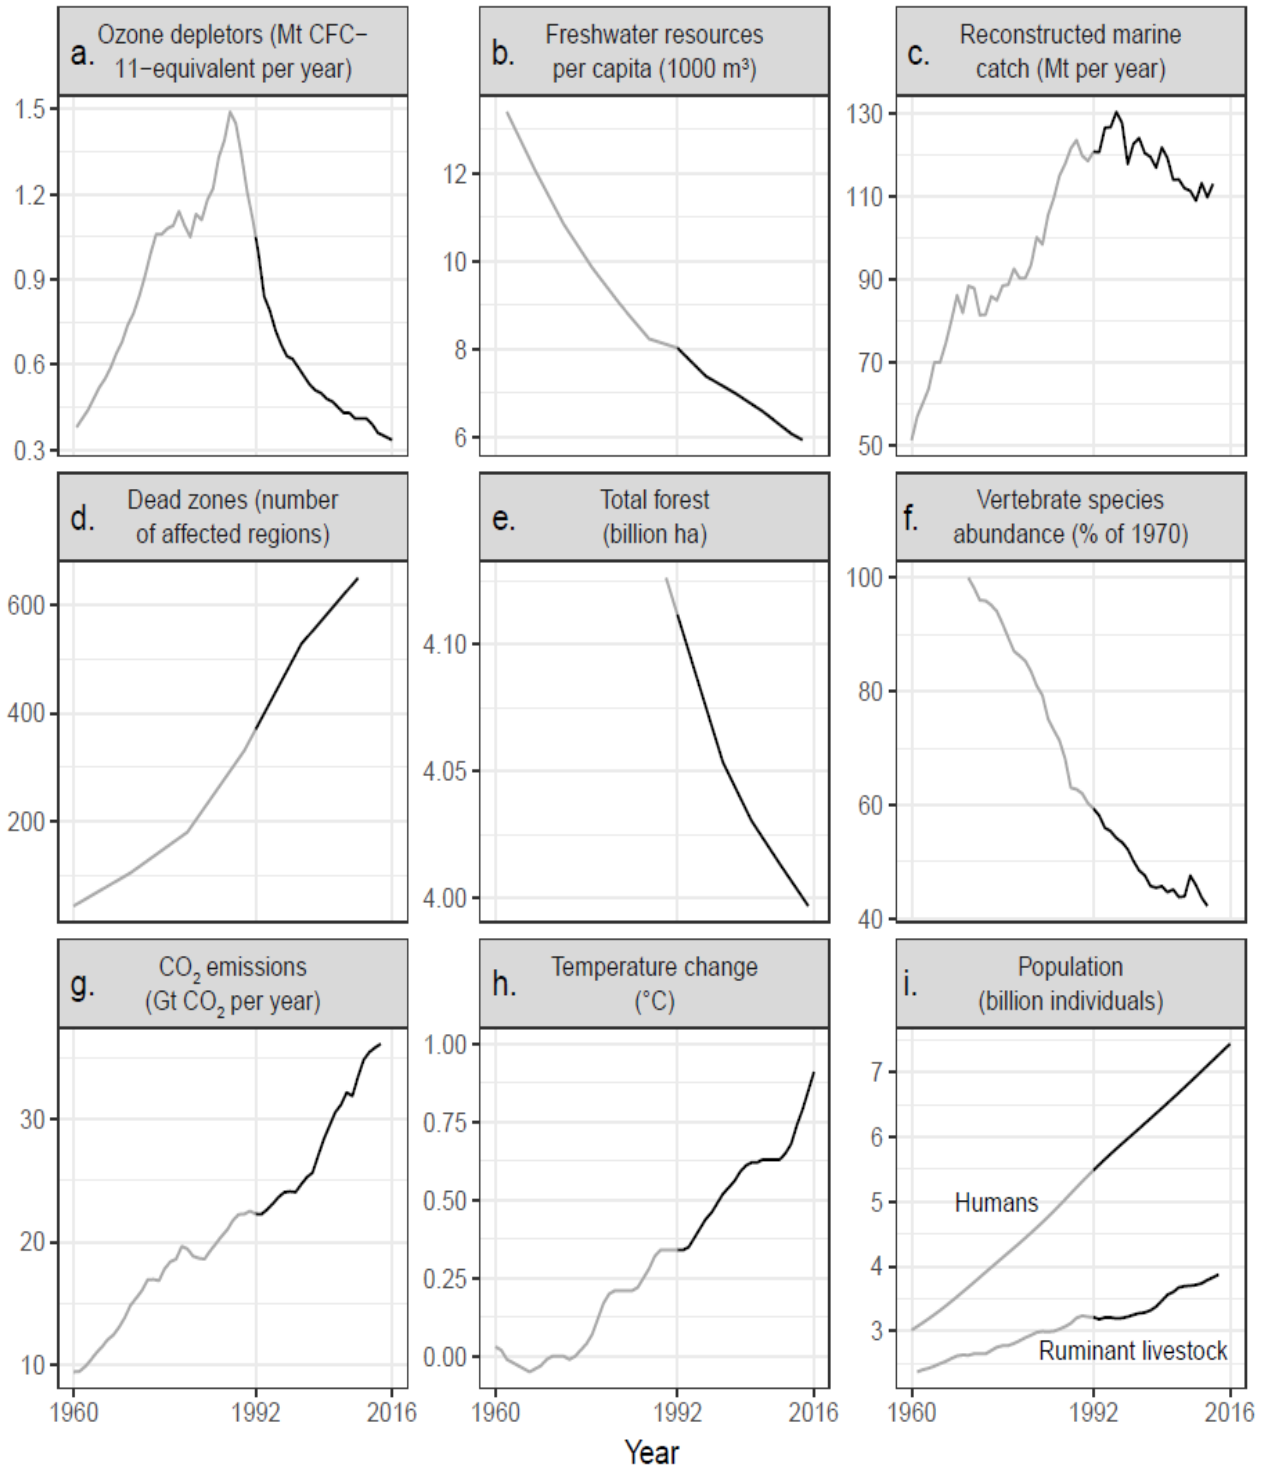 a. Ozone depletors (Mt CFC−
11−equivalent per year)
1.5
1.2
0.9
0.6
0.3
b. Freshwater resources
per capita (1000 m³)
12
10
8
6
c. Reconstructed marine
catch (Mt per year)
130
110
90
70
50
d. Dead zones (number
of affected regions)
600
400
200
e. Total forest
(billion ha)
4.10
4.05
4.00
f. Vertebrate species
abundance (% of 1970)
100
80
60
40
g. CO₂ emissions
(Gt CO₂ per year)
30
20
10
1960 1992 2016
h. Temperature change
(°C)
1.00
0.75
0.50
0.25
0.00
1960 1992 2016
i. Population
(billion individuals)
7
6
5
4
3
Humans
Ruminant livestock
1960 1992 2016
Year